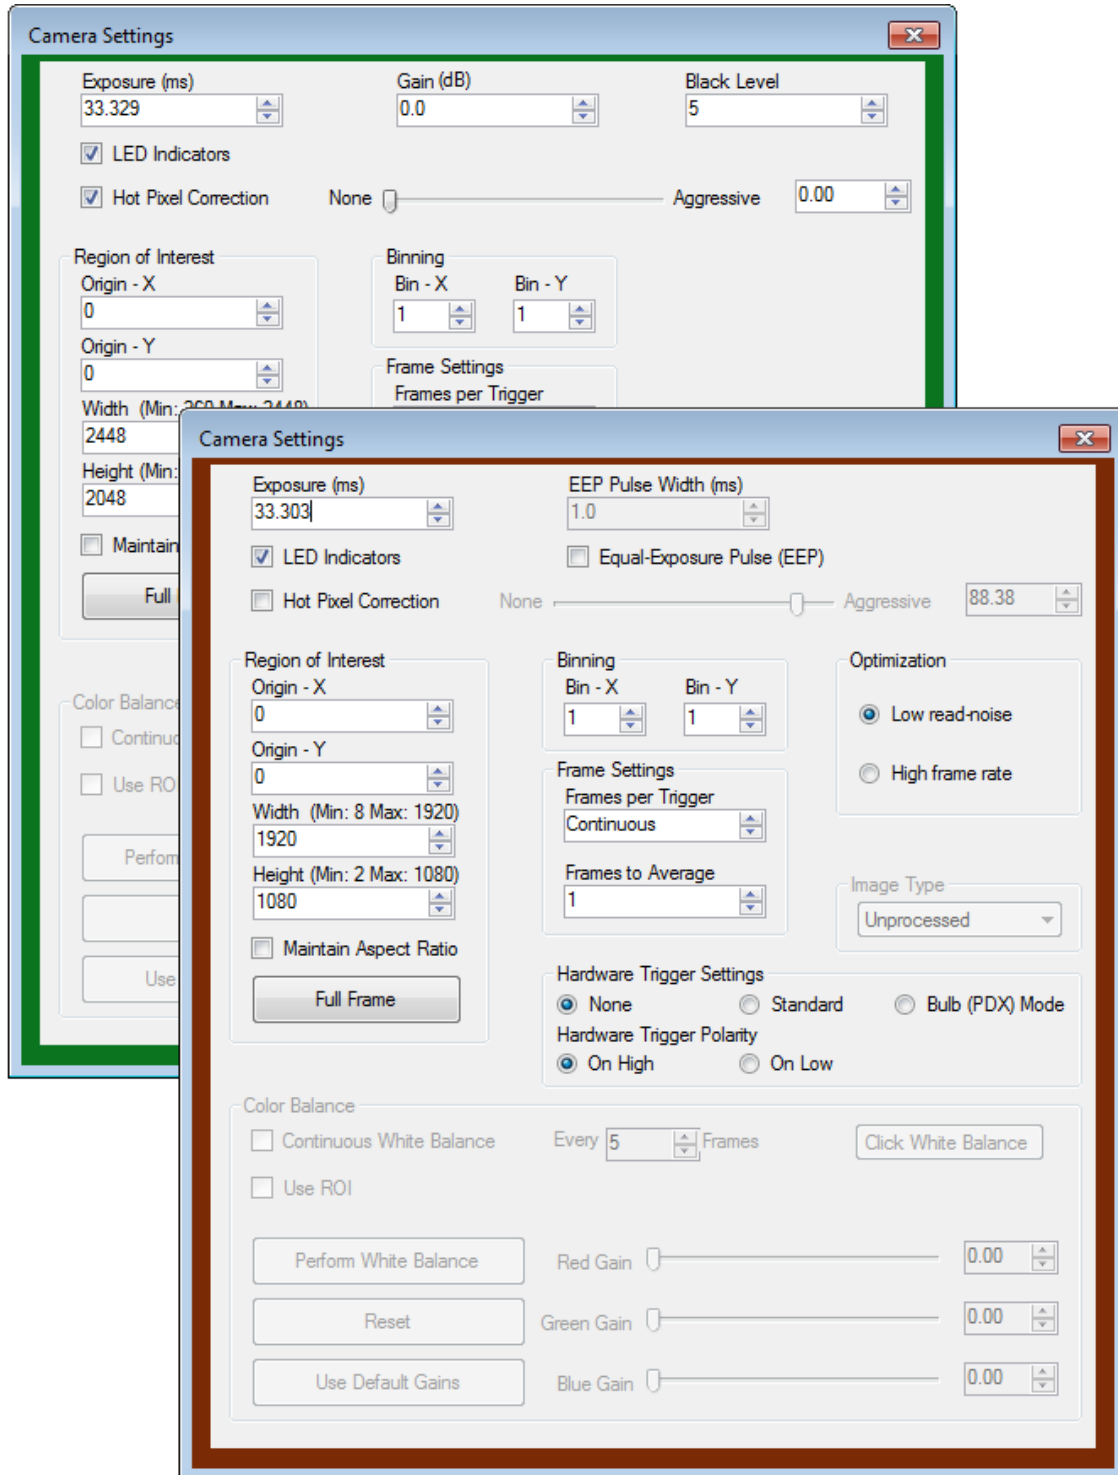 Camera Settings
Exposure (ms) Gain (dB) Black Level
33.329 0.0 5
LED Indicators
Hot Pixel Correction None Aggressive 0.00
Region of Interest Binning
Origin - X Bin - X Bin - Y
0 1 1
Origin - Y
0 Frame Settings
Frames per Trigger
Width (Min: 260 Max: 2448)
2448
Height (Min:
2048
Maintain
Full
Color Balance
Use ROI
Use
Camera Settings
Exposure (ms) EEP Pulse Width (ms)
33.303 1.0
LED Indicators Equal-Exposure Pulse (EEP)
Hot Pixel Correction None Aggressive 88.38
Region of Interest Binning Optimization
Origin - X Bin - X Bin - Y
0 1 1 Low read-noise
Origin - Y
0 Frame Settings High frame rate
Width (Min: 8 Max: 1920) Frames per Trigger
1920 Continuous
Height (Min: 2 Max: 1080) Frames to Average Image Type
1080 1 Unprocessed
Maintain Aspect Ratio
Full Frame
Hardware Trigger Settings
None Standard Bulb (PDX) Mode
Hardware Trigger Polarity
On High On Low
Color Balance
Continuous White Balance Every 5 Frames Click White Balance
Use ROI
Perform White Balance Red Gain 0.00
Reset Green Gain 0.00
Use Default Gains Blue Gain 0.00